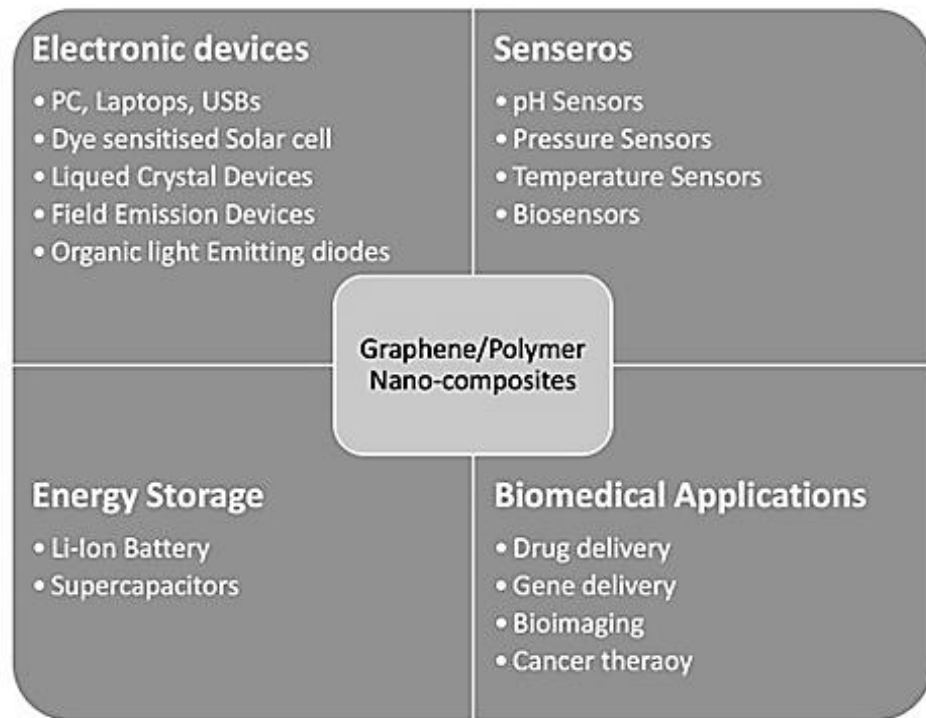 Electronic devices
• PC, Laptops, USBs
• Dye sensitised Solar cell
• Liqued Crystal Devices
• Field Emission Devices
• Organic light Emitting diodes
Senseros
• pH Sensors
• Pressure Sensors
• Temperature Sensors
• Biosensors
Graphene/Polymer
Nano-composites
Energy Storage
• Li-Ion Battery
• Supercapacitors
Biomedical Applications
• Drug delivery
• Gene delivery
• Bioimaging
• Cancer theraoy